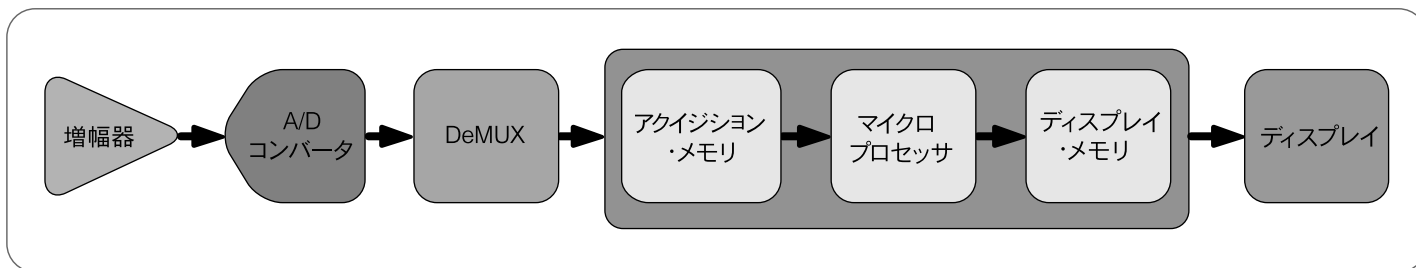 増幅器
A/D
コンバータ
DeMUX
アクイジション
・メモリ
マイクロ
プロセッサ
ディスプレイ
・メモリ
ディスプレイ